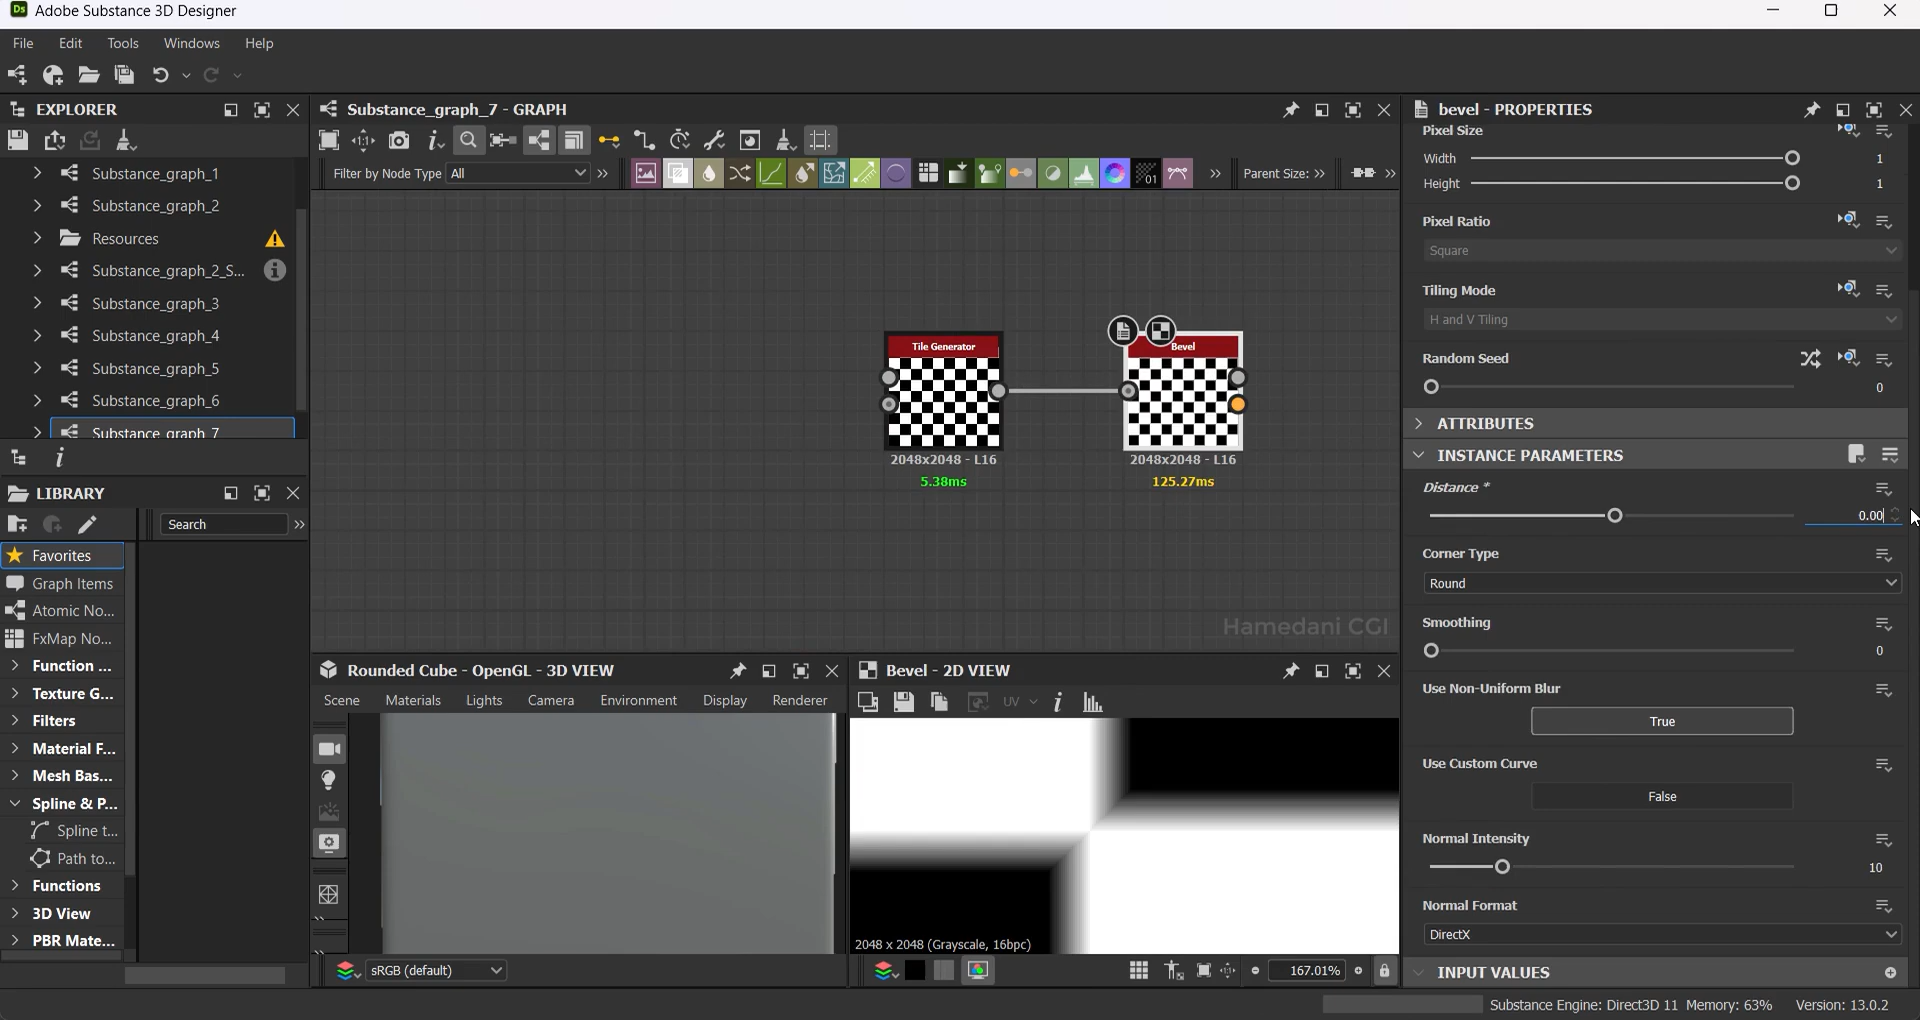 Ds Adobe Substance 3D Designer
File Edit Tools Windows Help
EXPLORER
Substance_graph_1
Substance_graph_2
Resources
Substance_graph_2_S...
Substance_graph_3
Substance_graph_4
Substance_graph_5
Substance_graph_6
Substance_graph_7
LIBRARY
Search
Favorites
Graph Items
Atomic No...
FxMap No...
Function ...
Texture G...
Filters
Material F...
Mesh Bas...
Spline & P...
Spline t...
Path to...
Functions
3D View
PBR Mate...
Substance_graph_7 - GRAPH
Filter by Node Type All
01
Parent Size:
Tile Generator
2048x2048 - L16
5.38ms
Bevel
2048x2048 - L16
125.27ms
Hamedani CGI
Rounded Cube - OpenGL - 3D VIEW
Scene Materials Lights Camera Environment Display Renderer
sRGB (default)
Bevel - 2D VIEW
UV
2048 x 2048 (Grayscale, 16bpc)
167.01%
bevel - PROPERTIES
Pixel Size
Width 1
Height 1
Pixel Ratio
Square
Tiling Mode
H and V Tiling
Random Seed
0
ATTRIBUTES
INSTANCE PARAMETERS
Distance *
0.00
Corner Type
Round
Smoothing
0
Use Non-Uniform Blur
True
Use Custom Curve
False
Normal Intensity
10
Normal Format
DirectX
INPUT VALUES
Substance Engine: Direct3D 11 Memory: 63% Version: 13.0.2